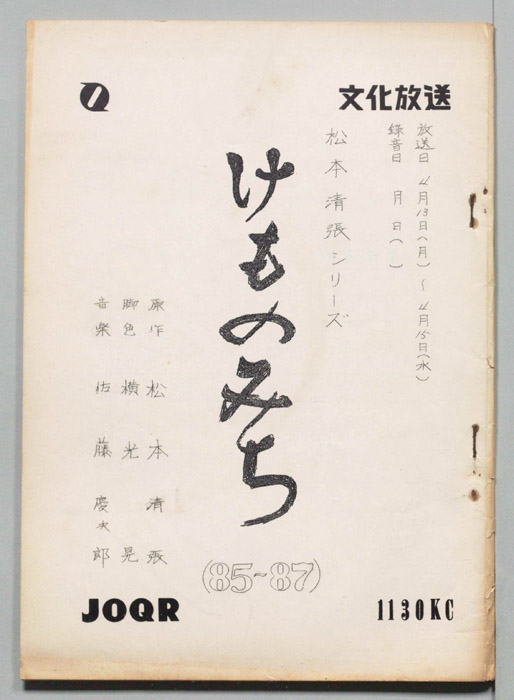 文化放送
放送日 4月13日(月)〜4月15日(水)
録音日 月 日( )
松本清張シリーズ
けものみち
(85~87)
原作 松本清張
脚色 横光晃
音楽 佐藤慶次郎
JOQR
1130KC